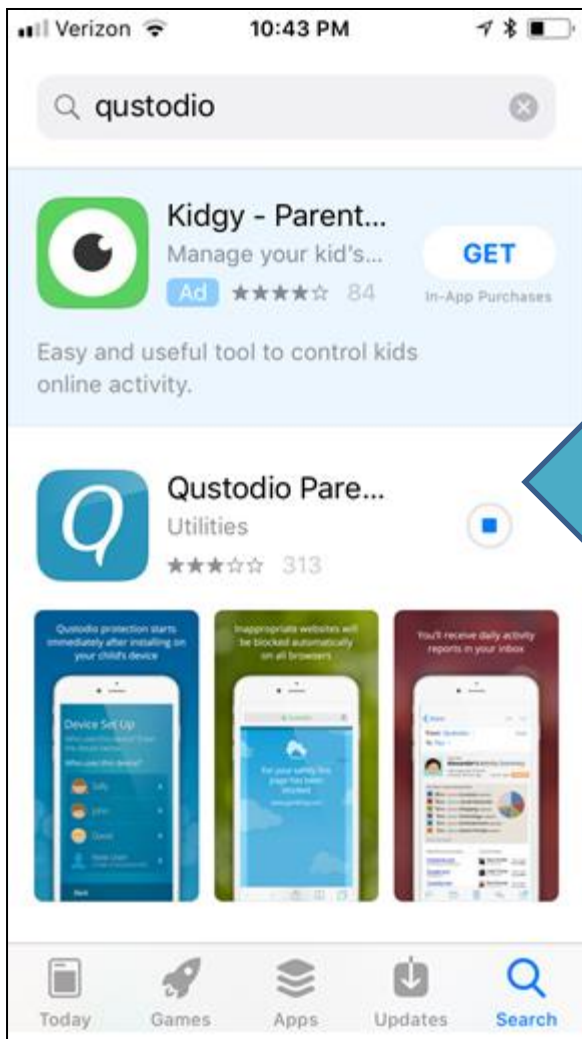 Verizon 10:43 PM
qustodio
Kidgy - Parent...
Manage your kid's...
GET
Ad 84
In-App Purchases
Easy and useful tool to control kids
online activity.
Qustodio Pare...
Utilities
313
Qustodio protection starts
immediately after installing on
your child's device
Device Set Up
Who uses this device?
Sally
John
David
Inappropriate websites will
be blocked automatically
on all browsers
For your safety this
page has been
blocked
You'll receive daily activity
reports in your inbox
Today Games Apps Updates Search